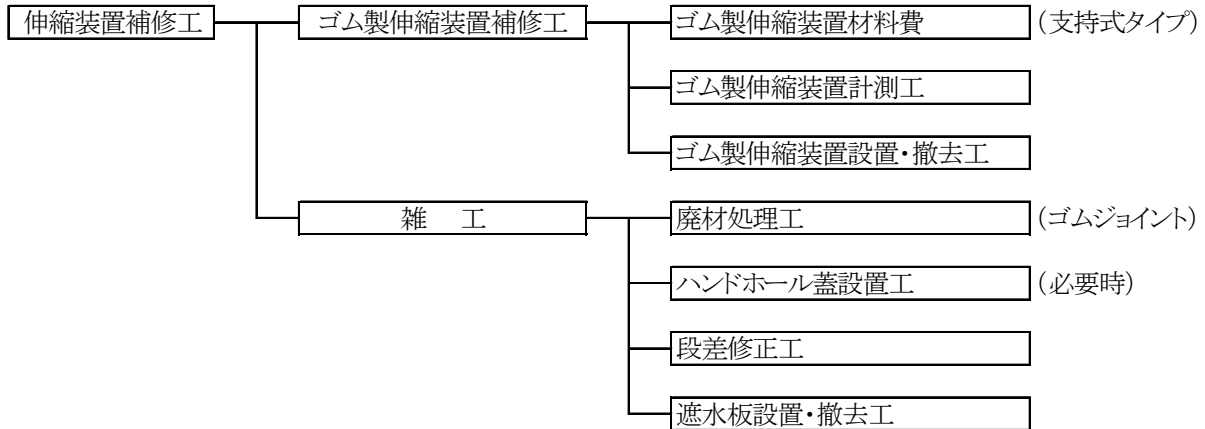 伸縮装置補修工 ゴム製伸縮装置補修工 ゴム製伸縮装置材料費 (支持式タイプ)
ゴム製伸縮装置計測工
ゴム製伸縮装置設置・撤去工
雑 工 廃材処理工 (ゴムジョイント)
ハンドホール蓋設置工 (必要時)
段差修正工
遮水板設置・撤去工